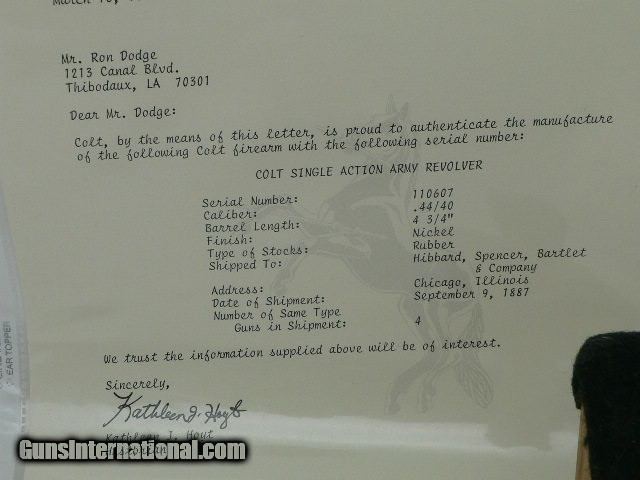 Mr. Ron Dodge
1213 Canal Blvd.
Thibodaux, LA 70301
Dear Mr. Dodge:
Colt, by the means of this letter, is proud to authenticate the manufacture
of the following Colt firearm with the following serial number:
COLT SINGLE ACTION ARMY REVOLVER
Serial Number: 110607
Caliber: .44/40
Barrel Length: 4 3/4"
Finish: Nickel
Type of Stocks: Rubber
Shipped To: Hibbard, Spencer, Bartlet
& Company
Address: Chicago, Illinois
Date of Shipment: September 9, 1887
Number of Same Type
Guns in Shipment: 4
We trust the information supplied above will be of interest.
Sincerely,
Kathleen J. Hoyt
Kathleen J. Hoyt
Historian
GunsInternational.com
EAR TOPPER